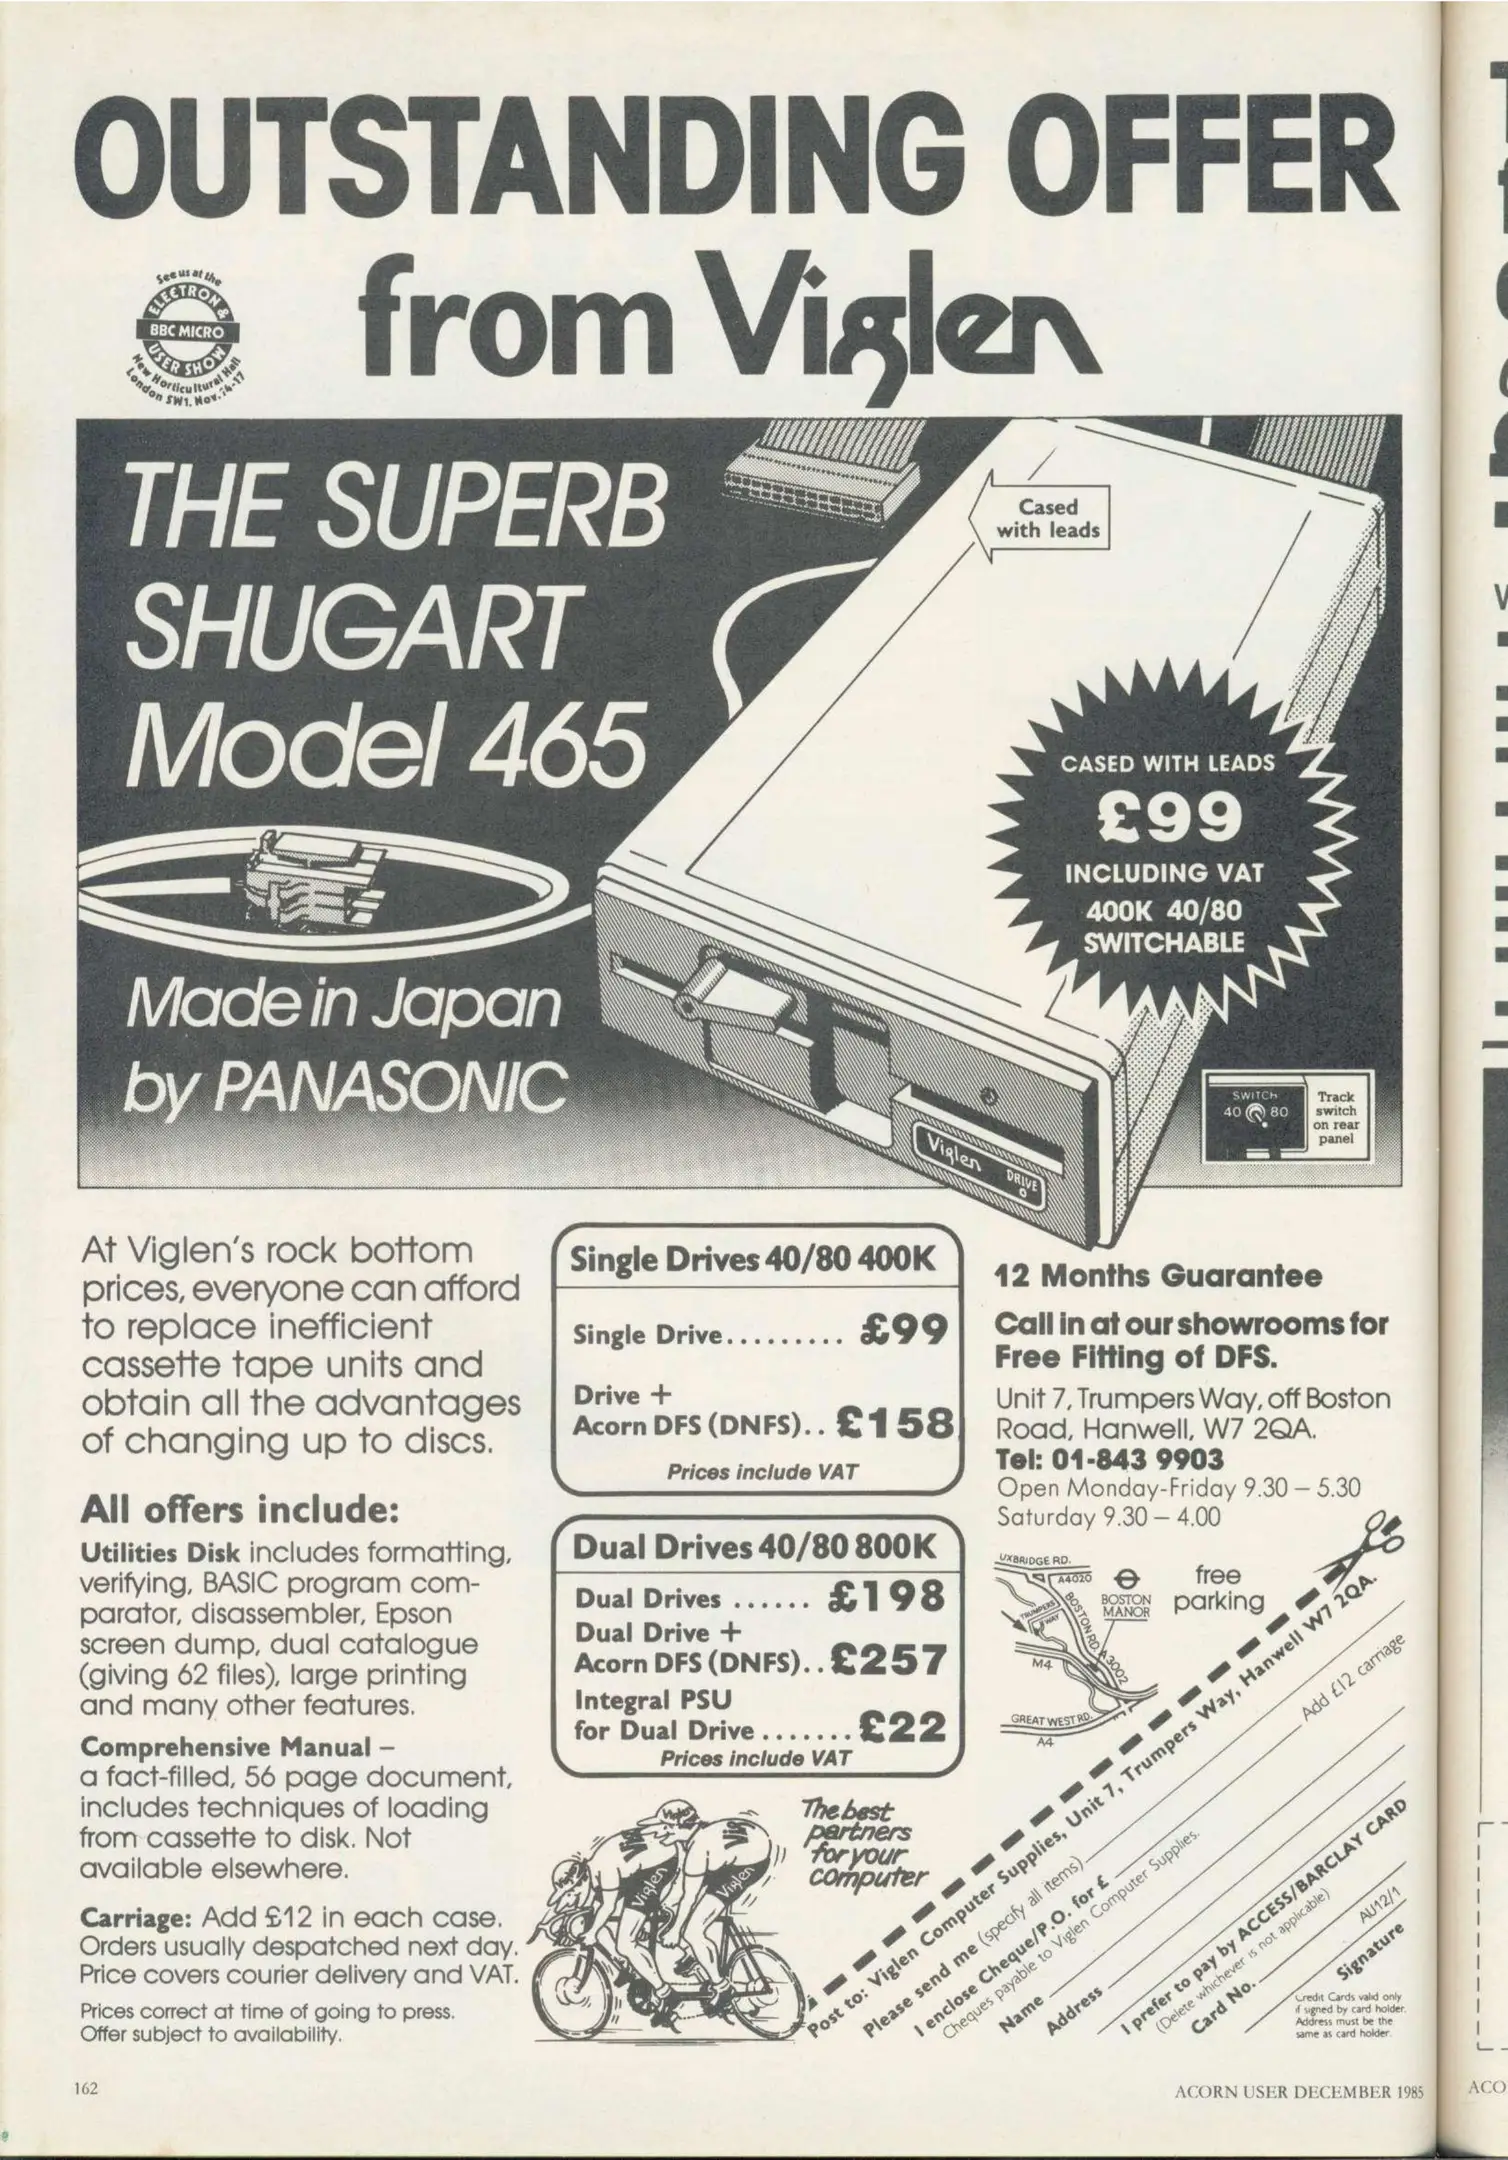 OUTSTANDING OFFER
from Viglen
See us at the
ELECTRON &
BBC MICRO
USER SHOW
New Horticultural Hall
London SW1. Nov. 14-17
THE SUPERB
SHUGART
Model 465
Made in Japan
by PANASONIC
Cased
with leads
CASED WITH LEADS
£99
INCLUDING VAT
400K 40/80
SWITCHABLE
SWITCH
40 80
Track
switch
on rear
panel
Viglen
DRIVE
At Viglen's rock bottom
prices, everyone can afford
to replace inefficient
cassette tape units and
obtain all the advantages
of changing up to discs.
All offers include:
Utilities Disk includes formatting,
verifying, BASIC program com-
parator, disassembler, Epson
screen dump, dual catalogue
(giving 62 files), large printing
and many other features.
Comprehensive Manual –
a fact-filled, 56 page document,
includes techniques of loading
from cassette to disk. Not
available elsewhere.
Carriage: Add £12 in each case.
Orders usually despatched next day.
Price covers courier delivery and VAT.
Prices correct at time of going to press.
Offer subject to availability.
Single Drives 40/80 400K
Single Drive......... £99
Drive +
Acorn DFS (DNFS).. £158
Prices include VAT
Dual Drives 40/80 800K
Dual Drives ...... £198
Dual Drive +
Acorn DFS (DNFS).. £257
Integral PSU
for Dual Drive ....... £22
Prices include VAT
The best
partners
for your
computer
Viglen
Viglen
12 Months Guarantee
Call in at our showrooms for
Free Fitting of DFS.
Unit 7, Trumpers Way, off Boston
Road, Hanwell, W7 2QA.
Tel: 01-843 9903
Open Monday-Friday 9.30 – 5.30
Saturday 9.30 – 4.00
UXBRIDGE RD.
A4020
TRUMPERS
WAY
BOSTON RD.
A3002
BOSTON
MANOR
M4
GREAT WEST RD.
A4
free
parking
Post to: Viglen Computer Supplies, Unit 7, Trumpers Way, Hanwell W7 2QA.
Please send me (specify all items)
Add £12 carriage
I enclose Cheque/P.O. for £
Cheques payable to Viglen Computer Supplies.
Name
Address
I prefer to pay by ACCESS/BARCLAY CARD
(Delete whichever is not applicable)
Card No.
AU12/1
Signature
Credit Cards valid only
if signed by card holder.
Address must be the
same as card holder.
162
ACORN USER DECEMBER 1985
ACO